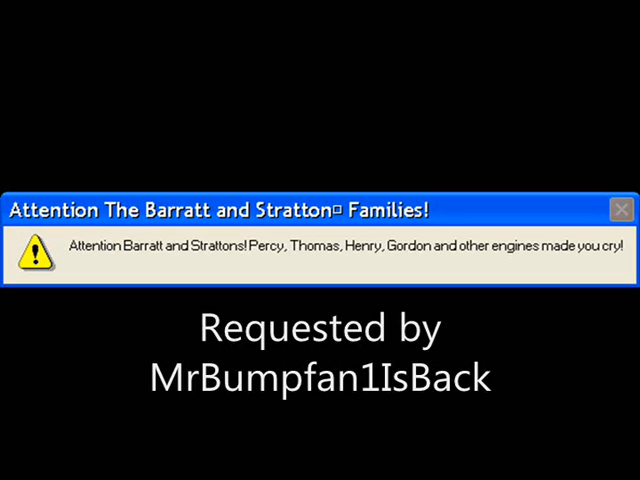 Attention The Barratt and Stratton□ Families!
Attention Barratt and Strattons! Percy, Thomas, Henry, Gordon and other engines made you cry!
Requested by
MrBumpfan1IsBack